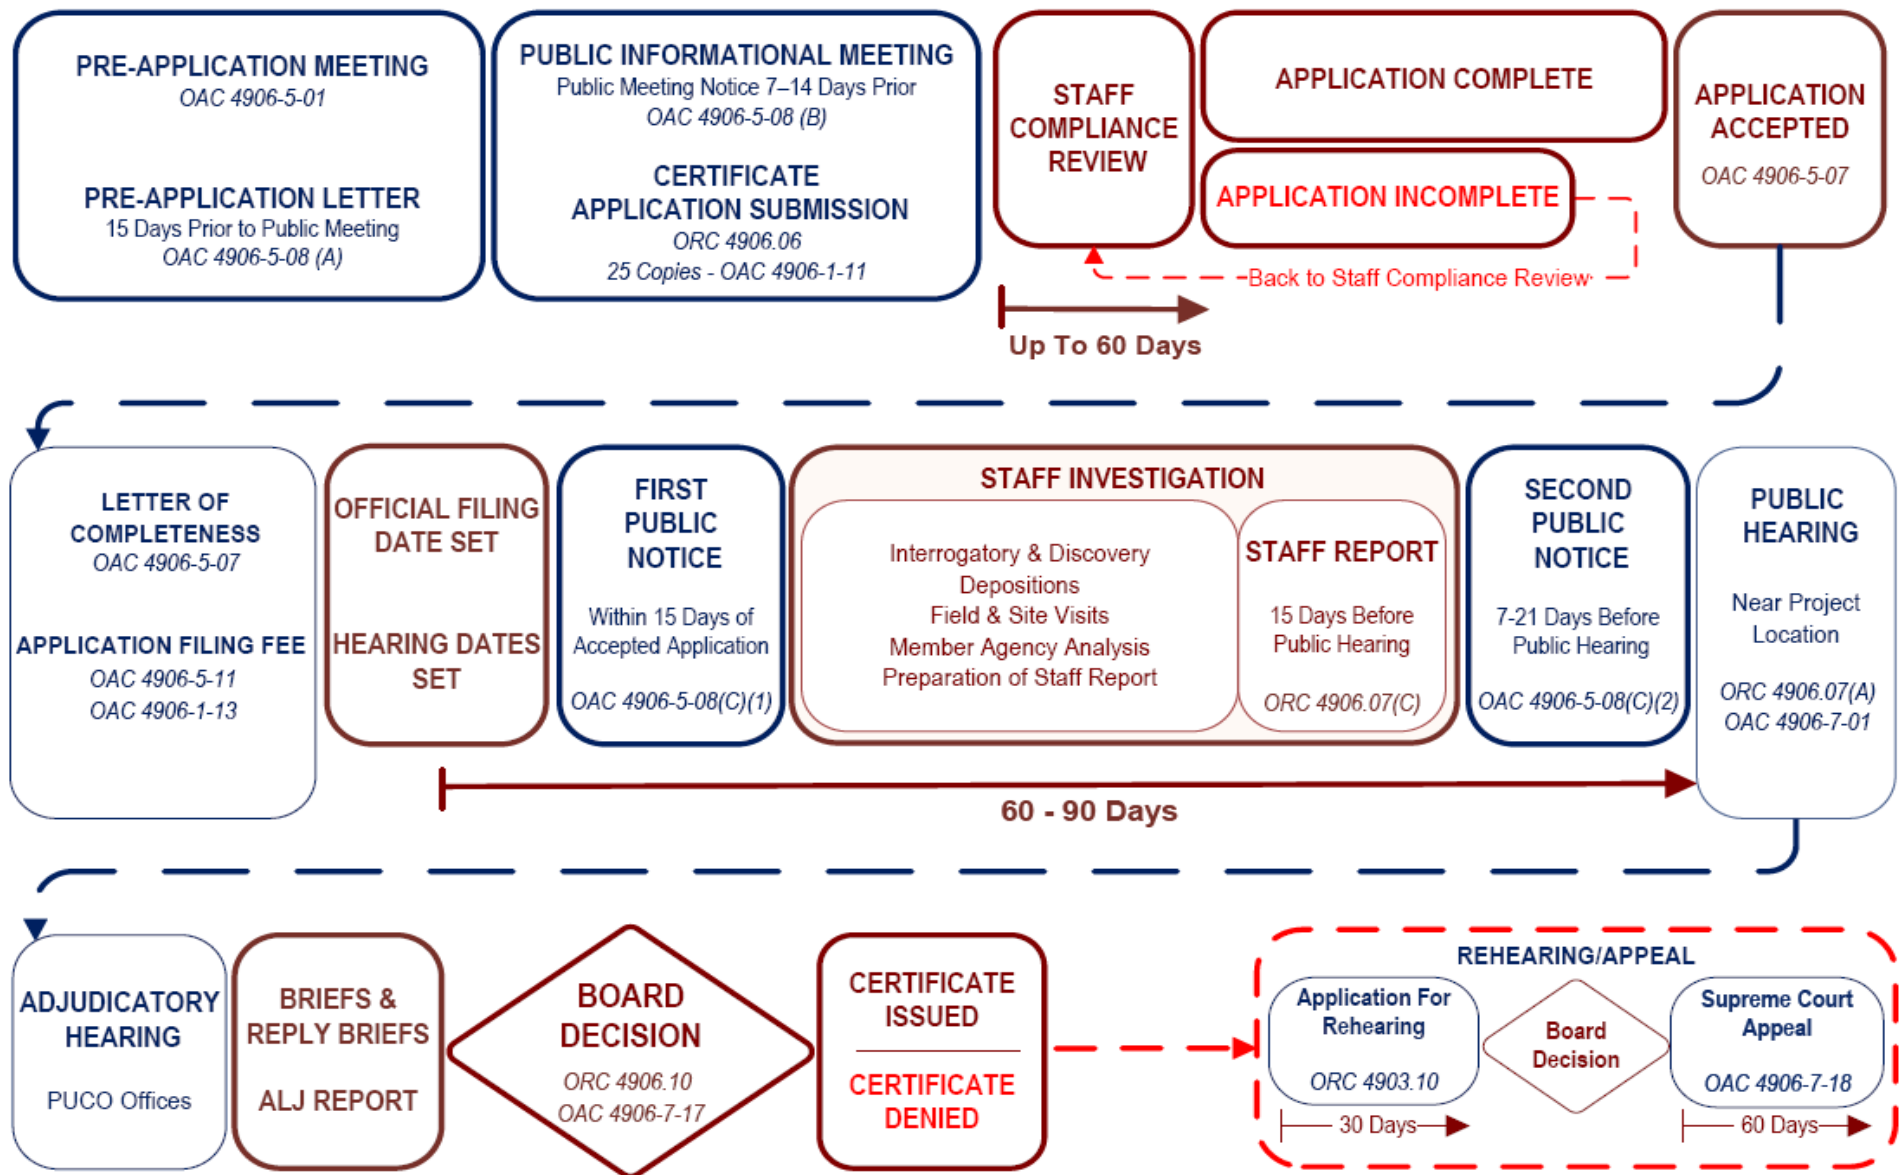 PRE-APPLICATION MEETING
OAC 4906-5-01
PRE-APPLICATION LETTER
15 Days Prior to Public Meeting
OAC 4906-5-08 (A)
PUBLIC INFORMATIONAL MEETING
Public Meeting Notice 7–14 Days Prior
OAC 4906-5-08 (B)
CERTIFICATE
APPLICATION SUBMISSION
ORC 4906.06
25 Copies - OAC 4906-1-11
STAFF
COMPLIANCE
REVIEW
APPLICATION COMPLETE
APPLICATION INCOMPLETE
Back to Staff Compliance Review
Up To 60 Days
APPLICATION
ACCEPTED
OAC 4906-5-07
LETTER OF
COMPLETENESS
OAC 4906-5-07
APPLICATION FILING FEE
OAC 4906-5-11
OAC 4906-1-13
OFFICIAL FILING
DATE SET
HEARING DATES
SET
FIRST
PUBLIC
NOTICE
Within 15 Days of
Accepted Application
OAC 4906-5-08(C)(1)
STAFF INVESTIGATION
Interrogatory & Discovery
Depositions
Field & Site Visits
Member Agency Analysis
Preparation of Staff Report
STAFF REPORT
15 Days Before
Public Hearing
ORC 4906.07(C)
SECOND
PUBLIC
NOTICE
7-21 Days Before
Public Hearing
OAC 4906-5-08(C)(2)
PUBLIC
HEARING
Near Project
Location
ORC 4906.07(A)
OAC 4906-7-01
60 - 90 Days
ADJUDICATORY
HEARING
PUCO Offices
BRIEFS &
REPLY BRIEFS
ALJ REPORT
BOARD
DECISION
ORC 4906.10
OAC 4906-7-17
CERTIFICATE
ISSUED
CERTIFICATE
DENIED
REHEARING/APPEAL
Application For
Rehearing
ORC 4903.10
30 Days
Board
Decision
Supreme Court
Appeal
OAC 4906-7-18
60 Days